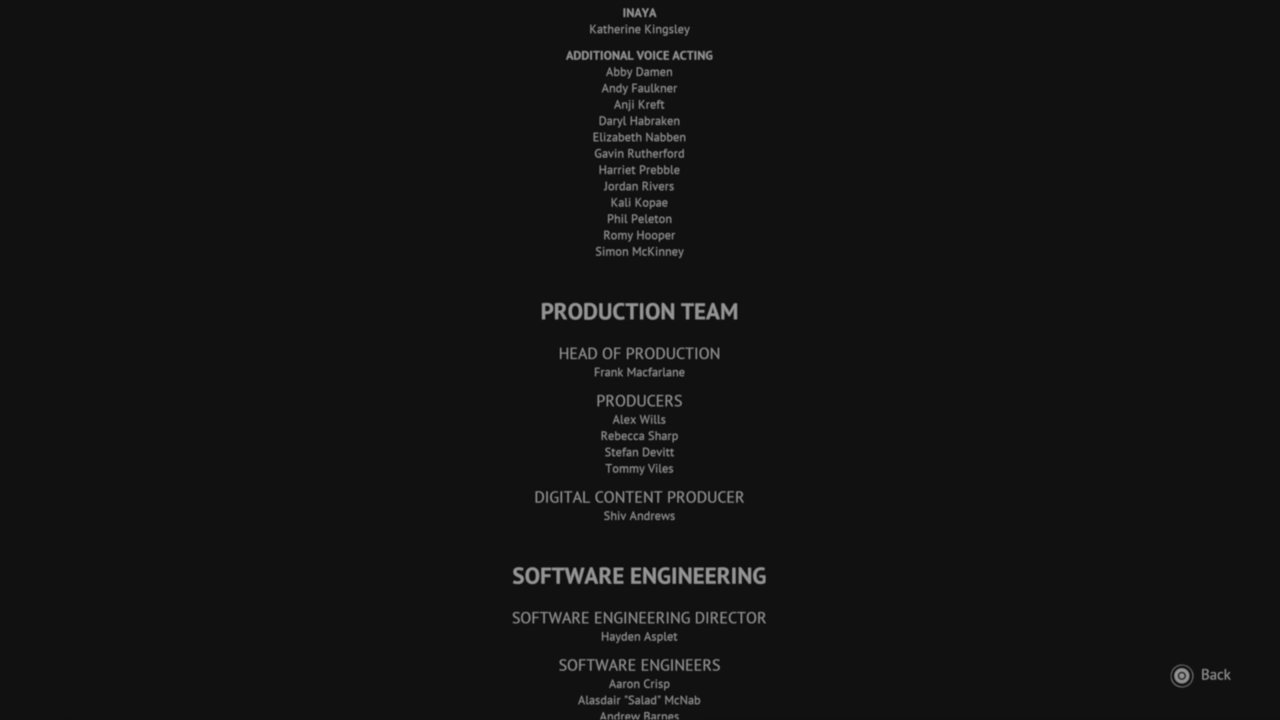 INAYA
Katherine Kingsley
ADDITIONAL VOICE ACTING
Abby Damen
Andy Faulkner
Anji Kreft
Daryl Habraken
Elizabeth Nabben
Gavin Rutherford
Harriet Prebble
Jordan Rivers
Kali Kopae
Phil Peleton
Romy Hooper
Simon McKinney
PRODUCTION TEAM
HEAD OF PRODUCTION
Frank Macfarlane
PRODUCERS
Alex Wills
Rebecca Sharp
Stefan Devitt
Tommy Viles
DIGITAL CONTENT PRODUCER
Shiv Andrews
SOFTWARE ENGINEERING
SOFTWARE ENGINEERING DIRECTOR
Hayden Asplet
SOFTWARE ENGINEERS
Aaron Crisp
Alasdair "Salad" McNab
Andrew Barnes
Back